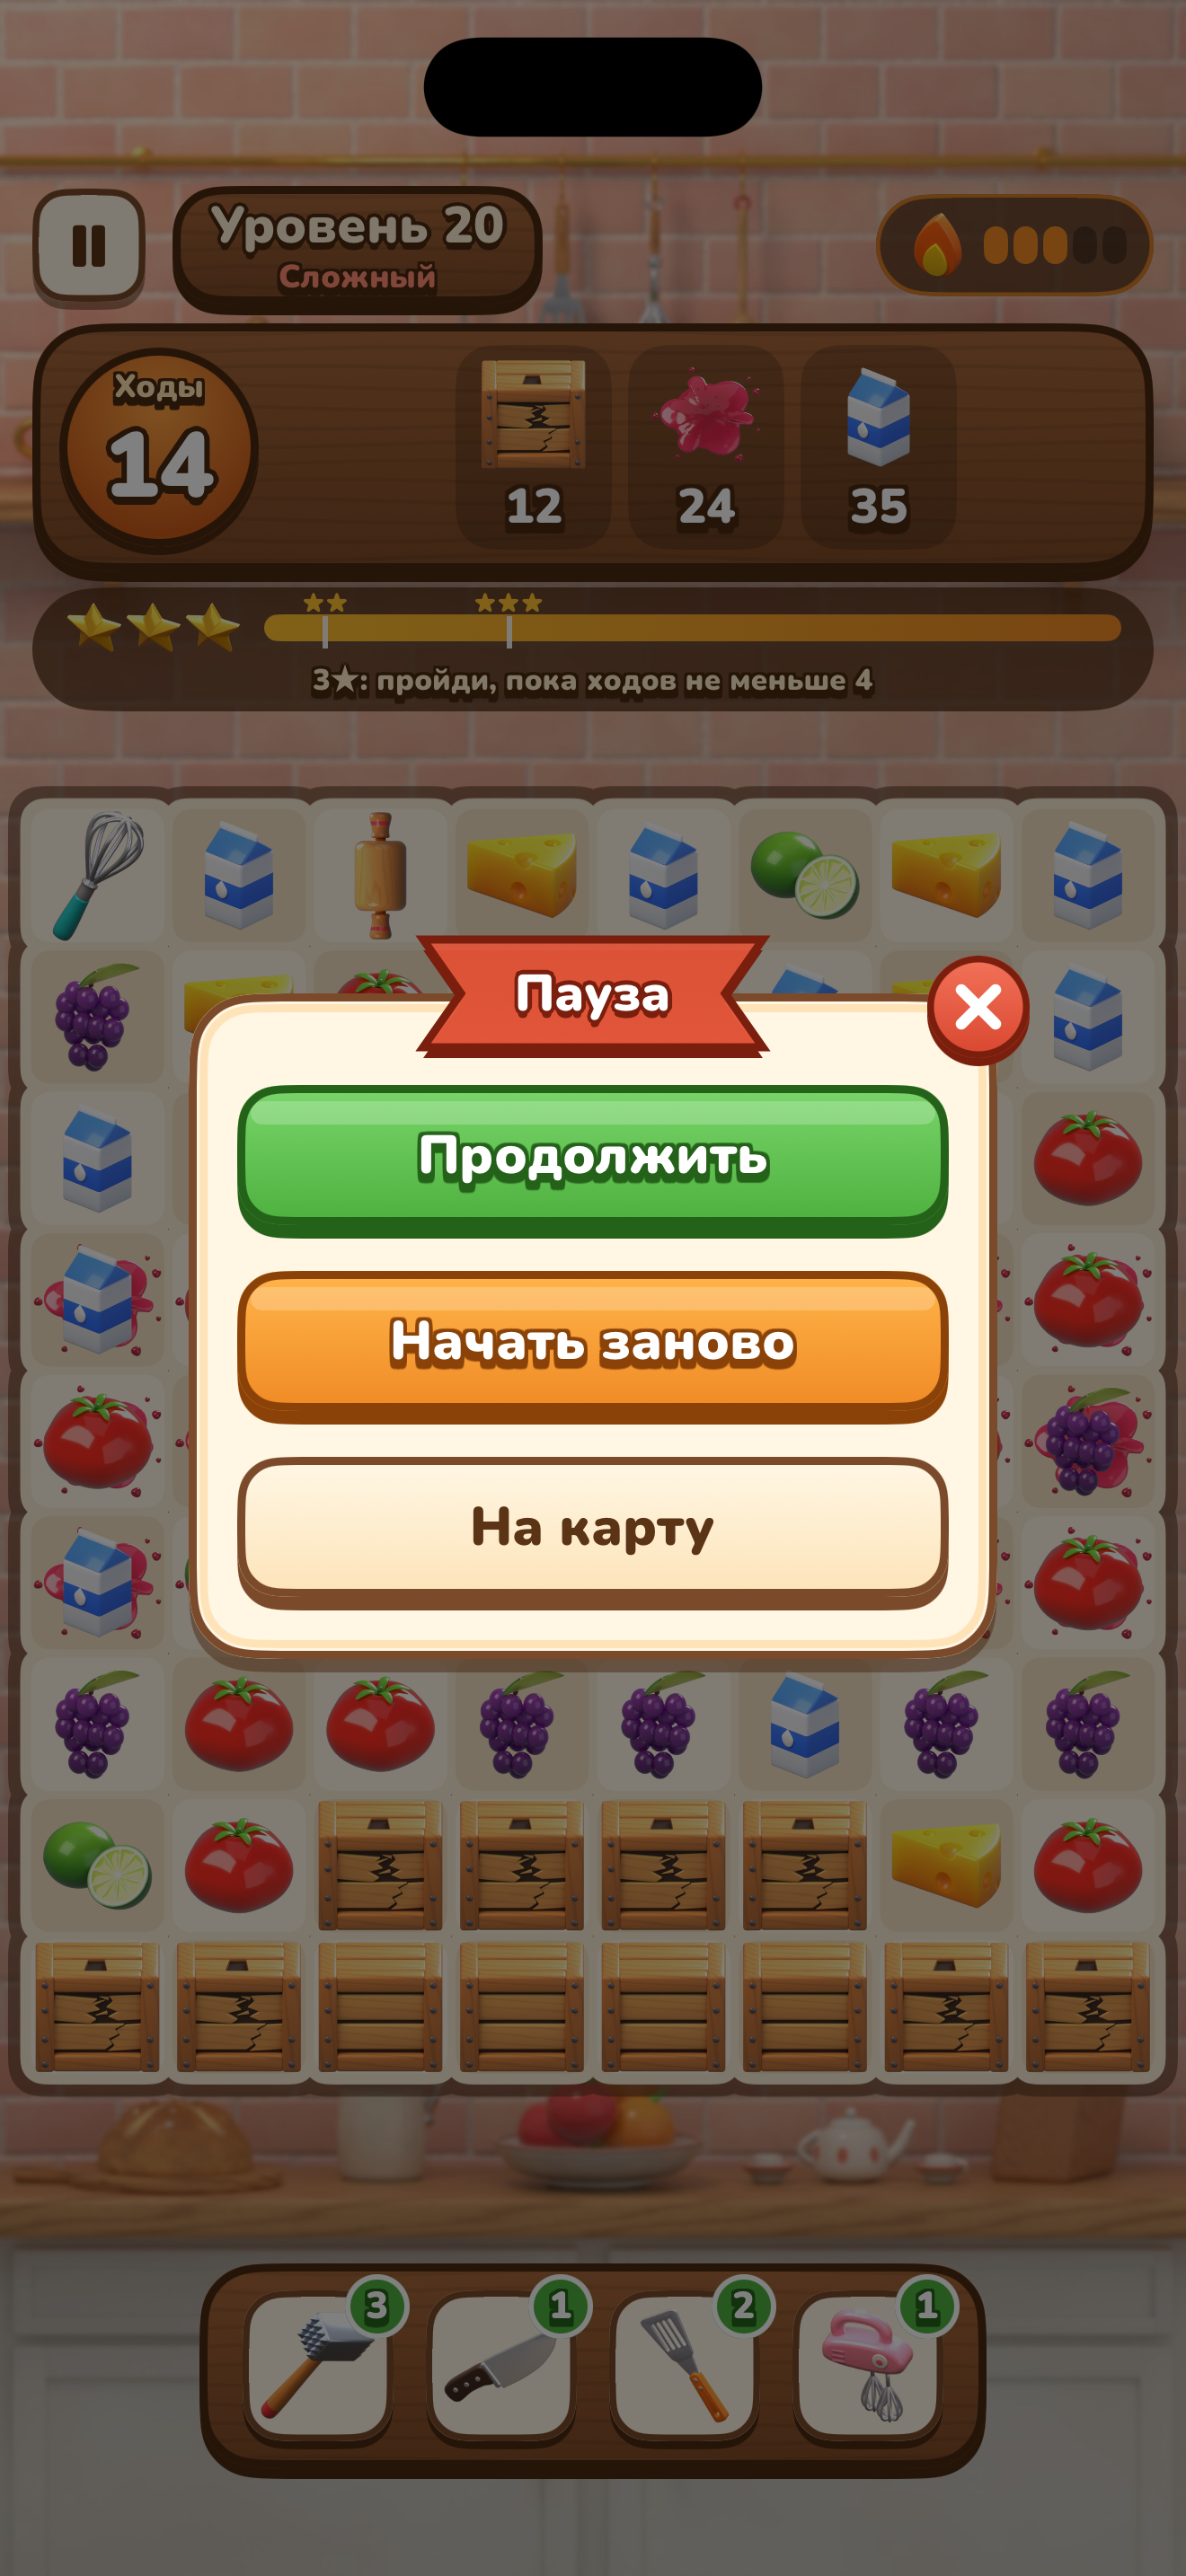 Уровень 20
Сложный
Ходы
14
12
24
35
3★: пройди, пока ходов не меньше 4
Пауза
Продолжить
Начать заново
На карту
3
1
2
1